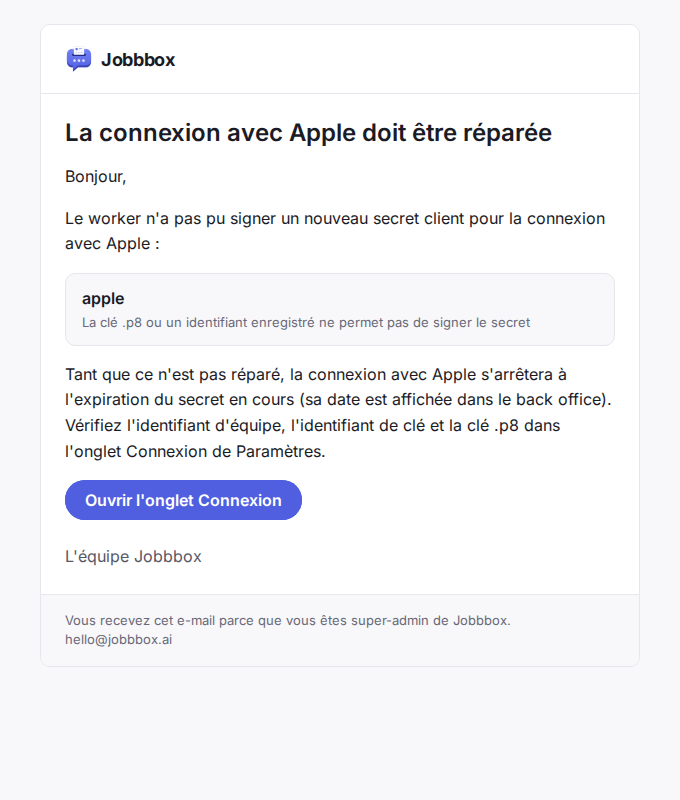 Jobbbox
La connexion avec Apple doit être réparée
Bonjour,
Le worker n'a pas pu signer un nouveau secret client pour la connexion
avec Apple :
apple
La clé .p8 ou un identifiant enregistré ne permet pas de signer le secret
Tant que ce n'est pas réparé, la connexion avec Apple s'arrêtera à
l'expiration du secret en cours (sa date est affichée dans le back office).
Vérifiez l'identifiant d'équipe, l'identifiant de clé et la clé .p8 dans
l'onglet Connexion de Paramètres.
Ouvrir l'onglet Connexion
L'équipe Jobbbox
Vous recevez cet e-mail parce que vous êtes super-admin de Jobbbox.
hello@jobbbox.ai